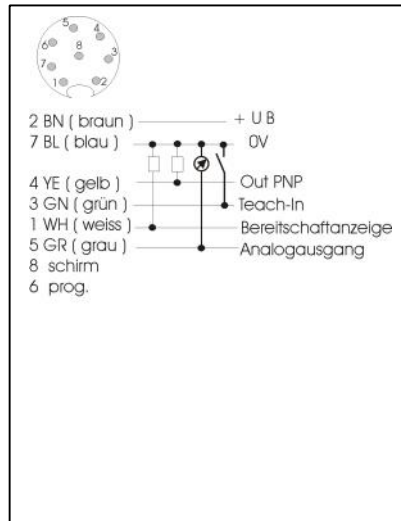 5
4
6
8
3
7
1
2
2 BN ( braun ) + U B
7 BL ( blau ) 0V
4 YE ( gelb ) Out PNP
3 GN ( grün ) Teach-In
1 WH ( weiss ) Bereitschaftanzeige
5 GR ( grau ) Analogausgang
8 schirm
6 prog.